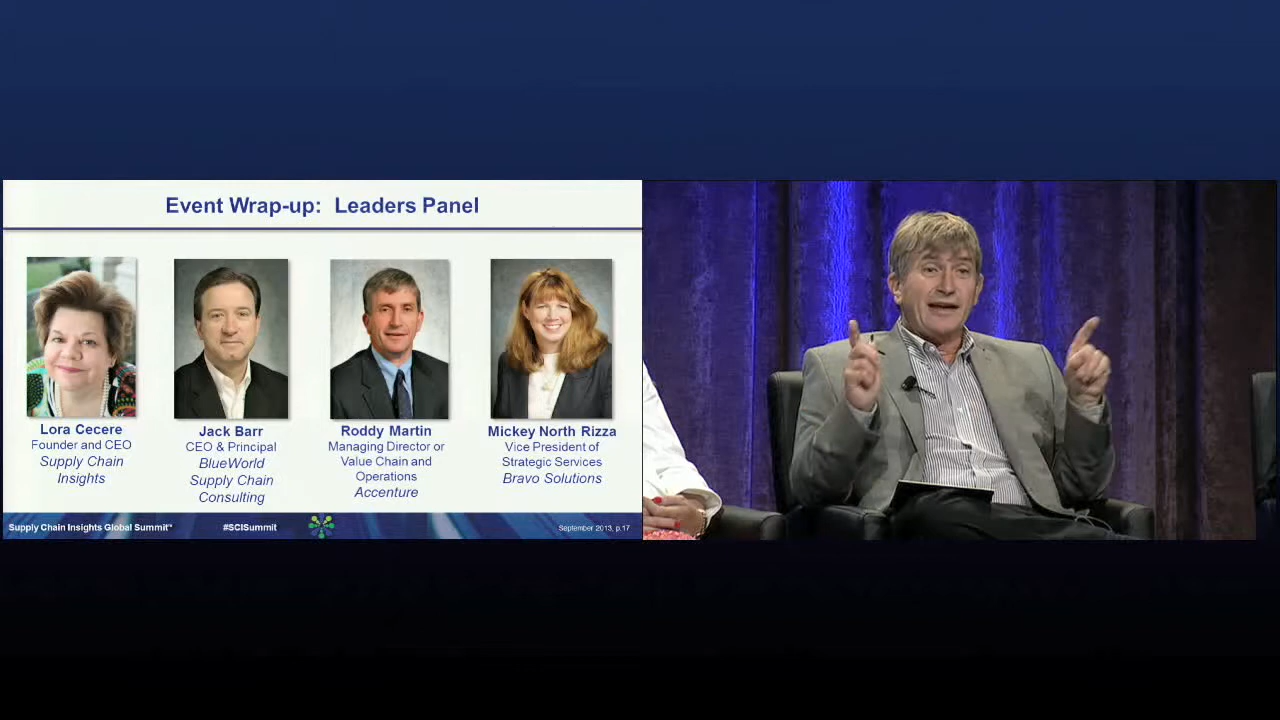 Event Wrap-up: Leaders Panel
Lora Cecere
Founder and CEO
Supply Chain
Insights
Jack Barr
CEO & Principal
BlueWorld
Supply Chain
Consulting
Roddy Martin
Managing Director or
Value Chain and
Operations
Accenture
Mickey North Rizza
Vice President of
Strategic Services
Bravo Solutions
Supply Chain Insights Global Summit™
#SCISummit
September 2013, p.17